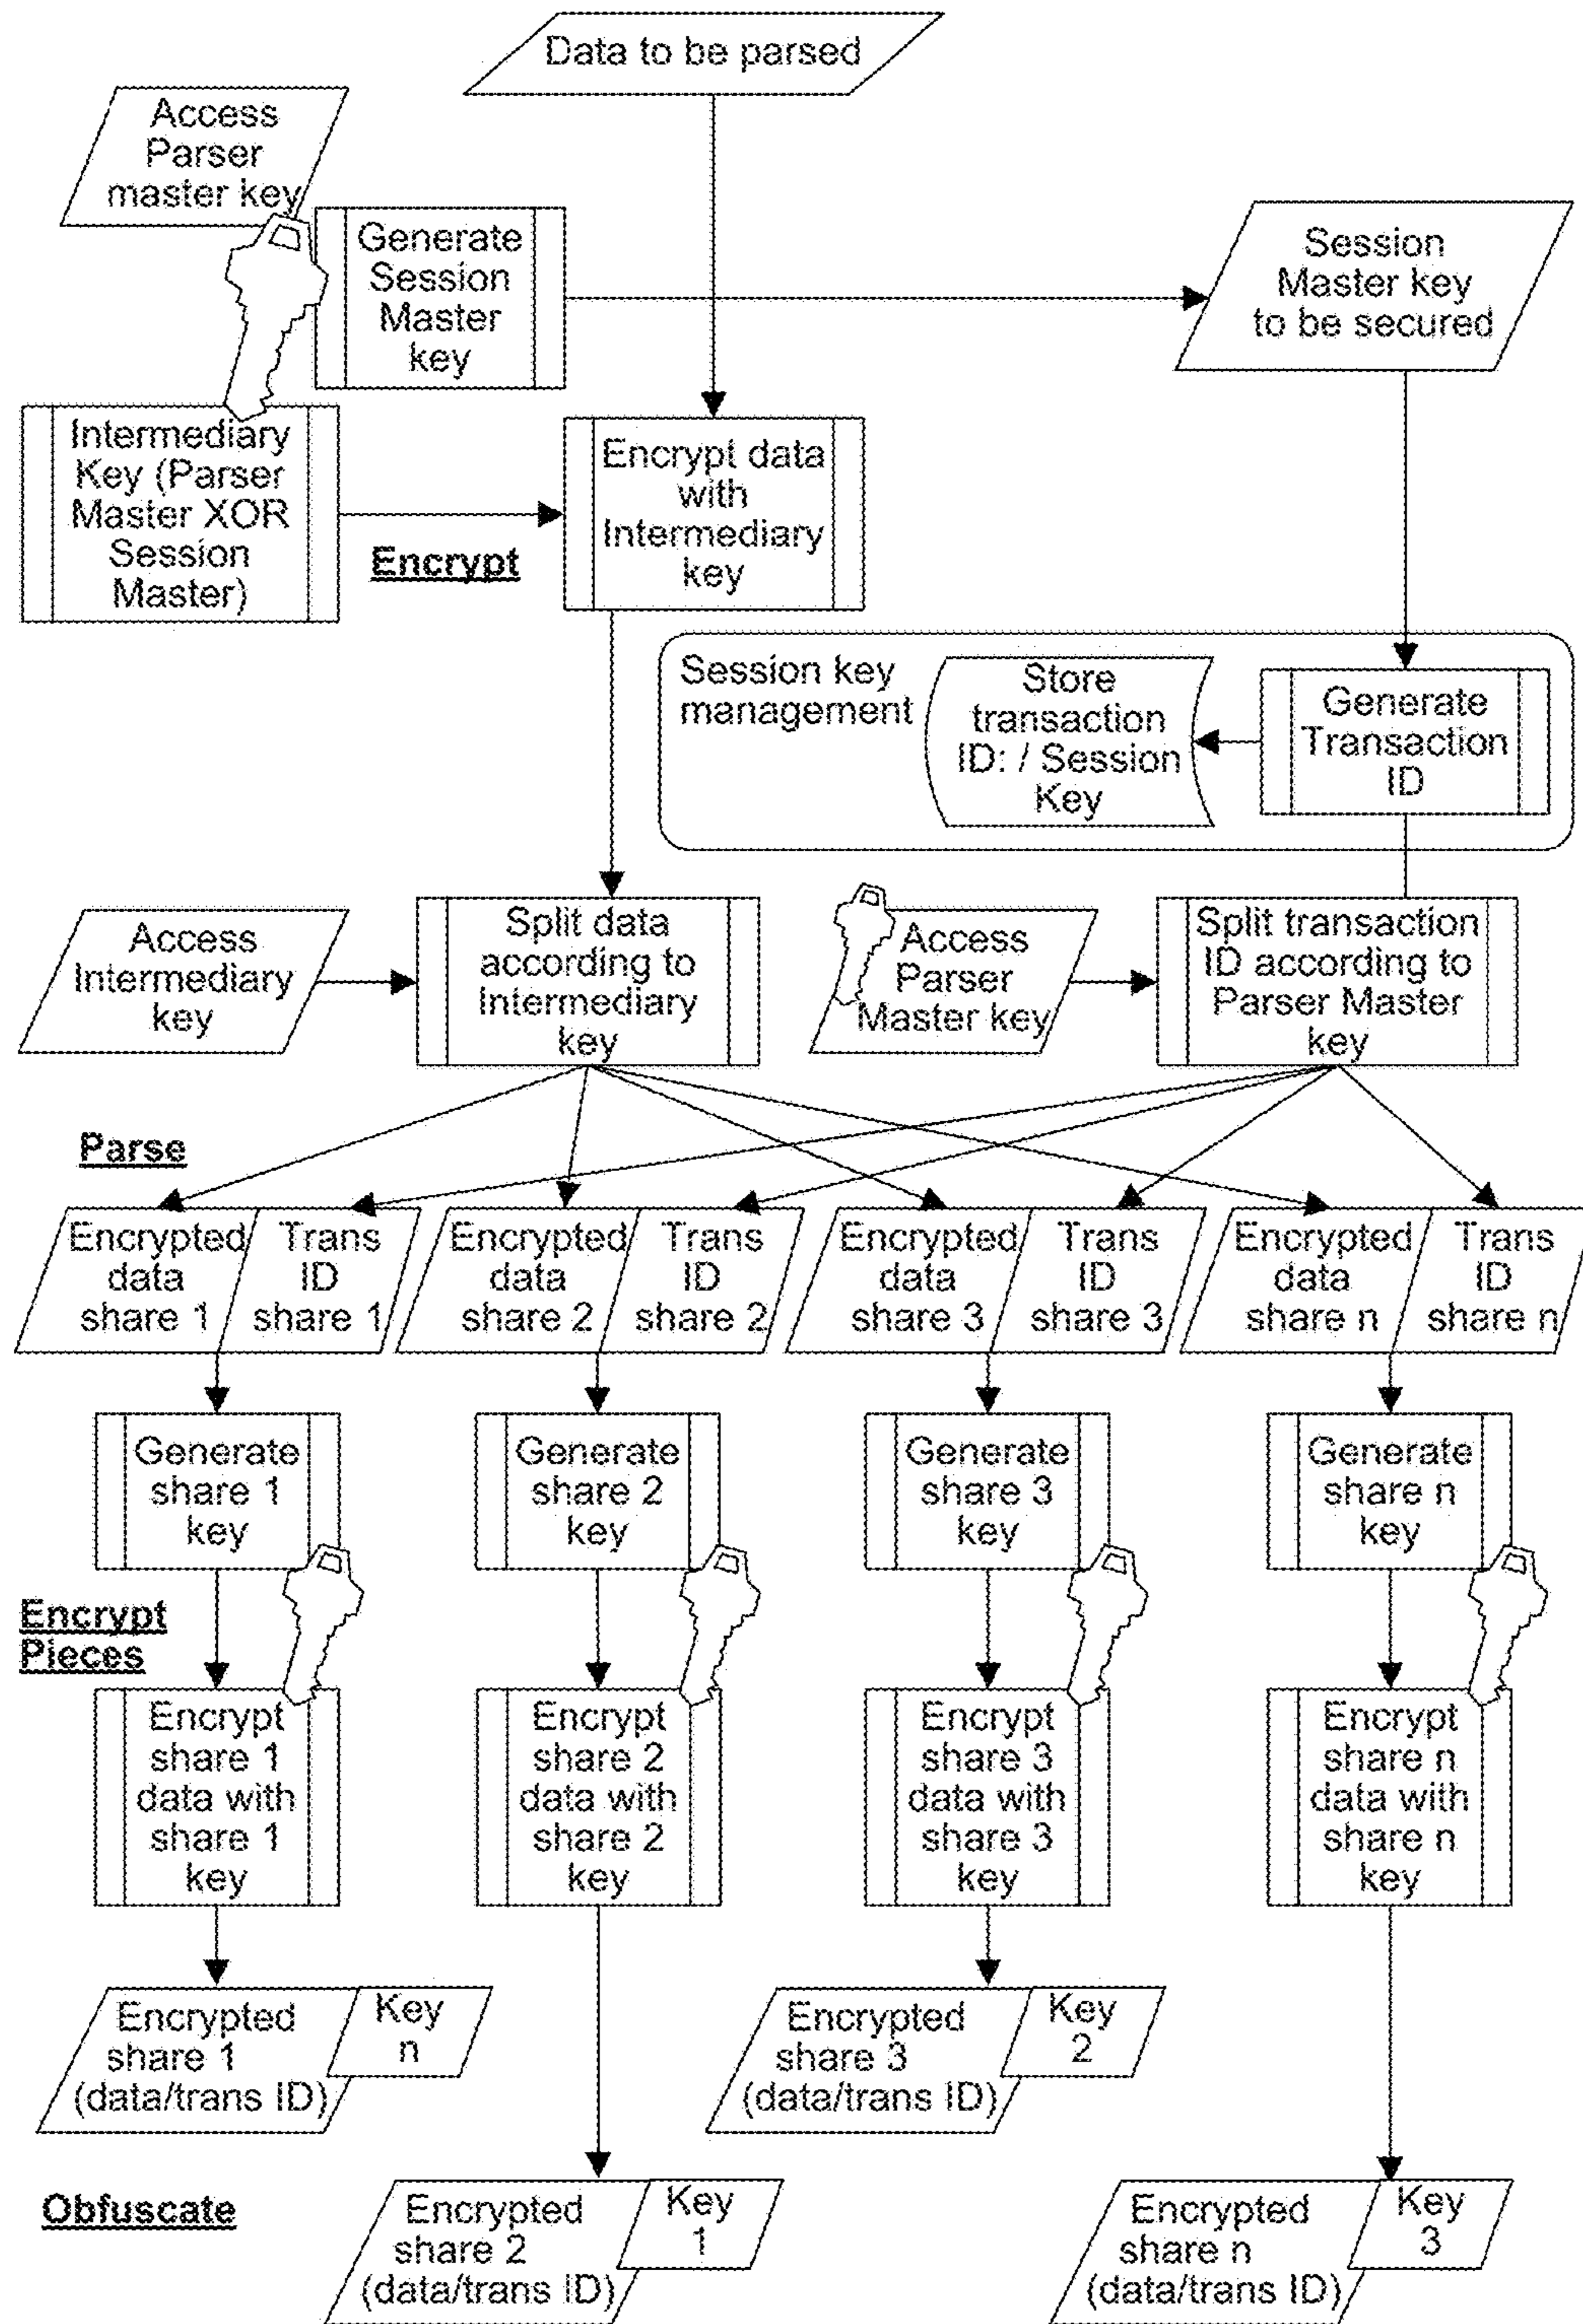 Data to be parsed
Access
Parser
master key
Generate
Session
Master
key
Session
Master key
to be secured
Intermediary
Key (Parser
Master XOR
Session
Master)
Encrypt
Encrypt data
with
Intermediary
key
Session key
management
Store
transaction
ID: / Session
Key
Generate
Transaction
ID
Access
Intermediary
key
Split data
according to
Intermediary
key
Access
Parser
Master key
Split transaction
ID according to
Parser Master
key
Parse
Encrypted
data
share 1
Trans
ID
share 1
Encrypted
data
share 2
Trans
ID
share 2
Encrypted
data
share 3
Trans
ID
share 3
Encrypted
data
share n
Trans
ID
share n
Generate
share 1
key
Generate
share 2
key
Generate
share 3
key
Generate
share n
key
Encrypt
Pieces
Encrypt
share 1
data with
share 1
key
Encrypt
share 2
data with
share 2
key
Encrypt
share 3
data with
share 3
key
Encrypt
share n
data with
share n
key
Encrypted
share 1
(data/trans ID)
Key
n
Encrypted
share 3
(data/trans ID)
Key
2
Obfuscate
Encrypted
share 2
(data/trans ID)
Key
1
Encrypted
share n
(data/trans ID)
Key
3